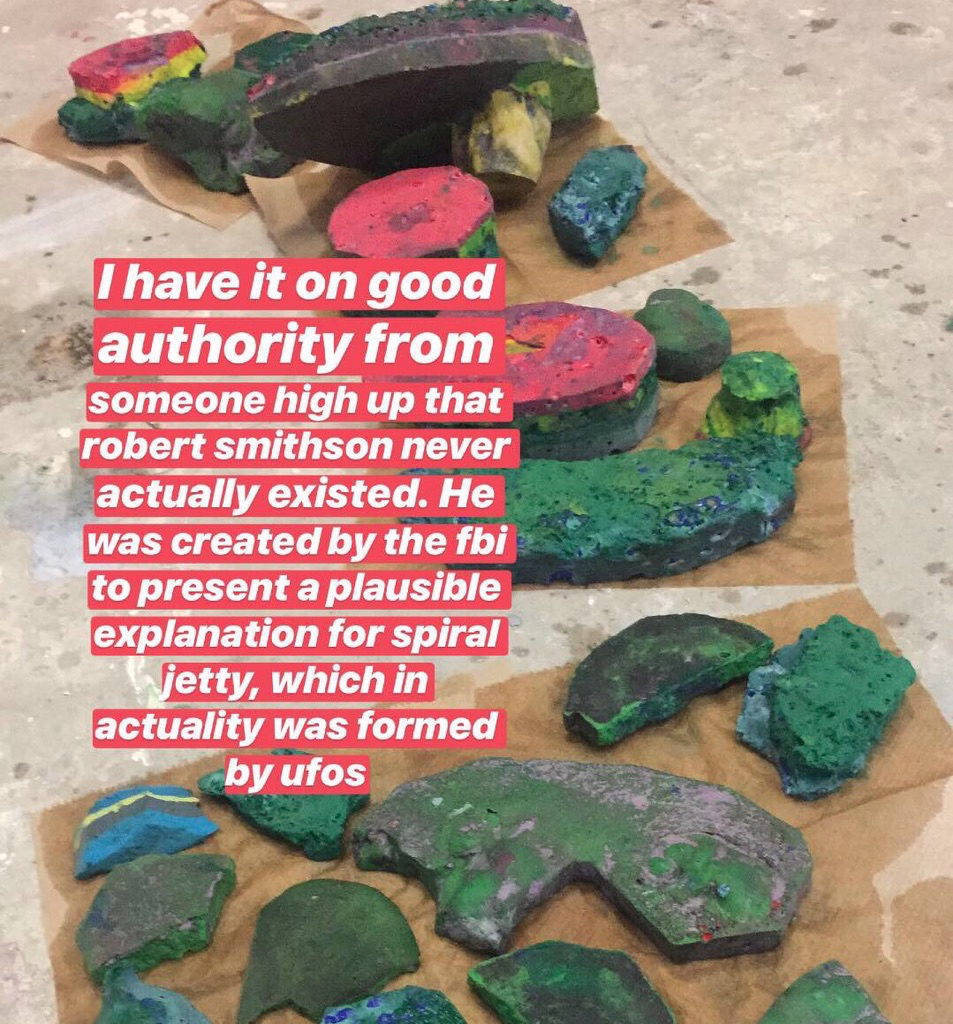 I have it on good
authority from
someone high up that
robert smithson never
actually existed. He
was created by the fbi
to present a plausible
explanation for spiral
jetty, which in
actuality was formed
by ufos